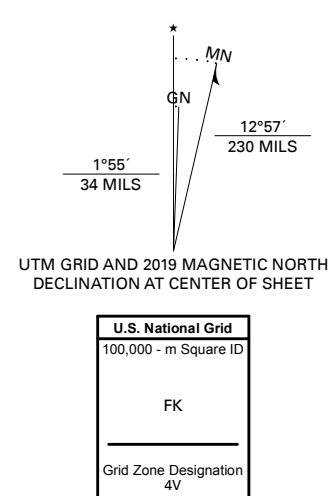 ★
MN
GN
12°57´
230 MILS
1°55´
34 MILS
UTM GRID AND 2019 MAGNETIC NORTH
DECLINATION AT CENTER OF SHEET
U.S. National Grid
100,000 - m Square ID
FK
Grid Zone Designation
4V